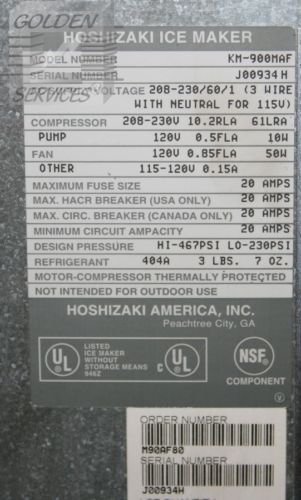 GOLDEN
SERVICES
HOSHIZAKI ICE MAKER
MODEL NUMBER KM-900MAF
SERIAL NUMBER J00934H
AC SUPPLY VOLTAGE 208-230/60/1 (3 WIRE
WITH NEUTRAL FOR 115V)
COMPRESSOR 208-230V 10.2RLA 61LRA
PUMP 120V 0.5FLA 10W
FAN 120V 0.85FLA 50W
OTHER 115-120V 0.15A
MAXIMUM FUSE SIZE 20 AMPS
MAX. HACR BREAKER (USA ONLY) 20 AMPS
MAX. CIRC. BREAKER (CANADA ONLY) 20 AMPS
MINIMUM CIRCUIT AMPACITY 20 AMPS
DESIGN PRESSURE HI-467PSI LO-230PSI
REFRIGERANT 404A 3 LBS. 7 OZ.
MOTOR-COMPRESSOR THERMALLY PROTECTED
NOT INTENDED FOR OUTDOOR USE
HOSHIZAKI AMERICA, INC.
Peachtree City, GA
UL
LISTED
ICE MAKER
WITHOUT
STORAGE MEANS
946Z
C UL
NSF
COMPONENT
V
ORDER NUMBER
M90AF80
SERIAL NUMBER
J00934H